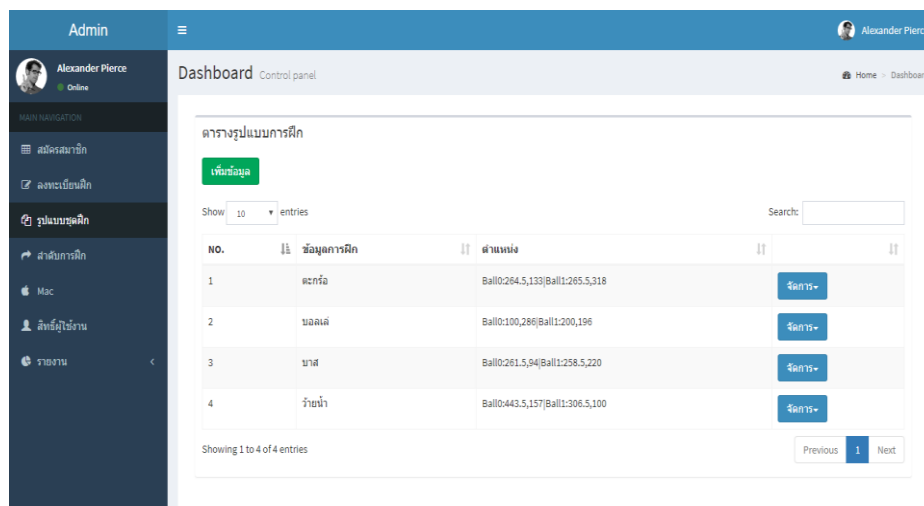 Admin
Alexander Pierc
Alexander Pierce
Online
Dashboard Control panel
Home > Dashboar
MAIN NAVIGATION
สมัครสมาชิก
ลงทะเบียนฝึก
รูปแบบชุดฝึก
ลำดับการฝึก
Mac
สิทธิ์ผู้ใช้งาน
รายงาน
ตารางรูปแบบการฝึก
เพิ่มข้อมูล
Show 10 entries
Search:
NO. ข้อมูลการฝึก ตำแหน่ง
1 ตะกร้อ Ball0:264.5,133|Ball1:265.5,318 จัดการ
2 บอลเล่ Ball0:100,286|Ball1:200,196 จัดการ
3 บาส Ball0:261.5,94|Ball1:258.5,220 จัดการ
4 ว้ายน้ำ Ball0:443.5,157|Ball1:306.5,100 จัดการ
Showing 1 to 4 of 4 entries
Previous 1 Next